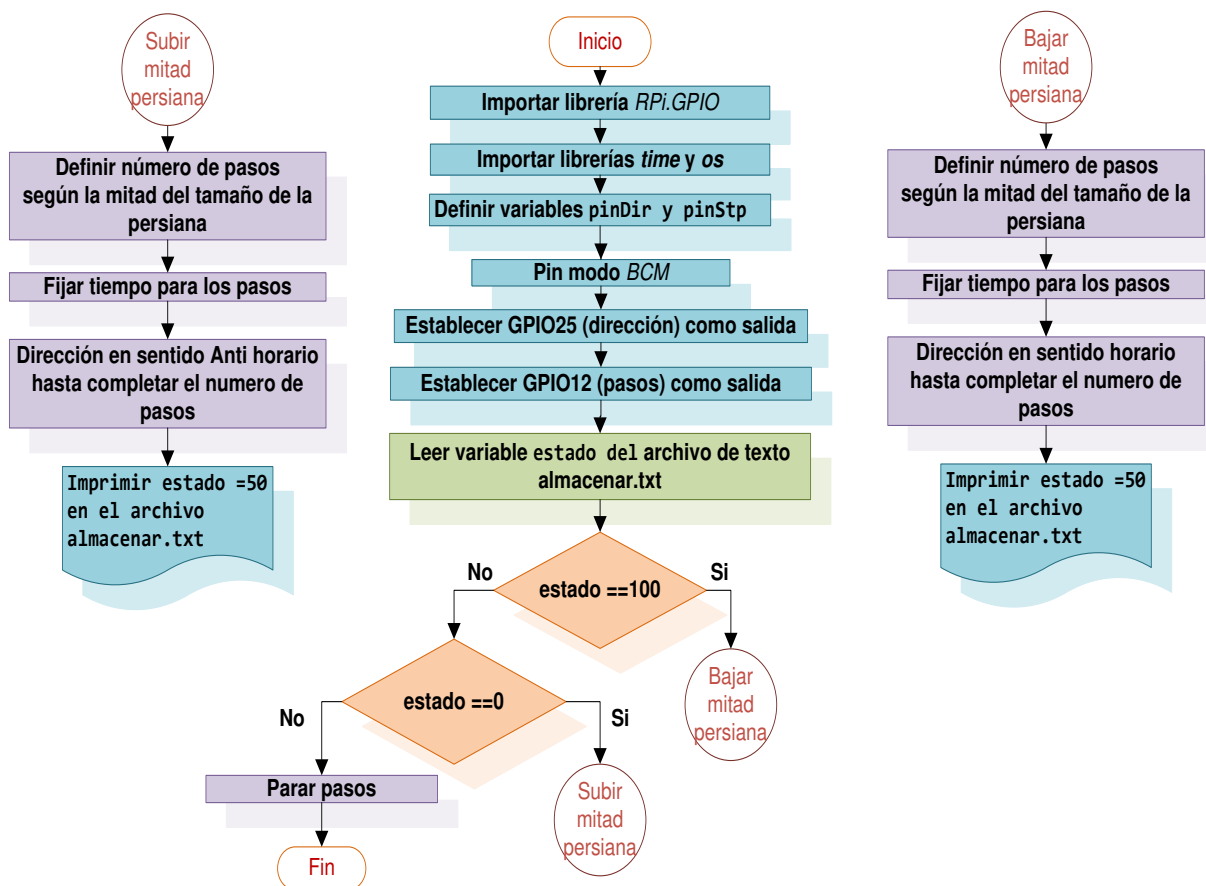 Subir
mitad
persiana
Definir número de pasos
según la mitad del tamaño de la
persiana
Fijar tiempo para los pasos
Dirección en sentido Anti horario
hasta completar el numero de
pasos
Imprimir estado =50
en el archivo
almacenar.txt
Inicio
Importar librería RPi.GPIO
Importar librerías time y os
Definir variables pinDir y pinStp
Pin modo BCM
Establecer GPIO25 (dirección) como salida
Establecer GPIO12 (pasos) como salida
Leer variable estado del archivo de texto
almacenar.txt
estado ==100
No
Si
Bajar
mitad
persiana
estado ==0
No
Si
Subir
mitad
persiana
Parar pasos
Fin
Bajar
mitad
persiana
Definir número de pasos
según la mitad del tamaño de la
persiana
Fijar tiempo para los pasos
Dirección en sentido horario
hasta completar el numero de
pasos
Imprimir estado =50
en el archivo
almacenar.txt